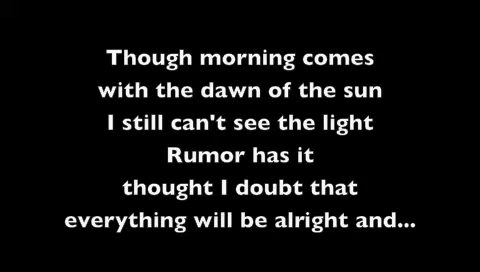 Though morning comes
with the dawn of the sun
I still can't see the light
Rumor has it
thought I doubt that
everything will be alright and...